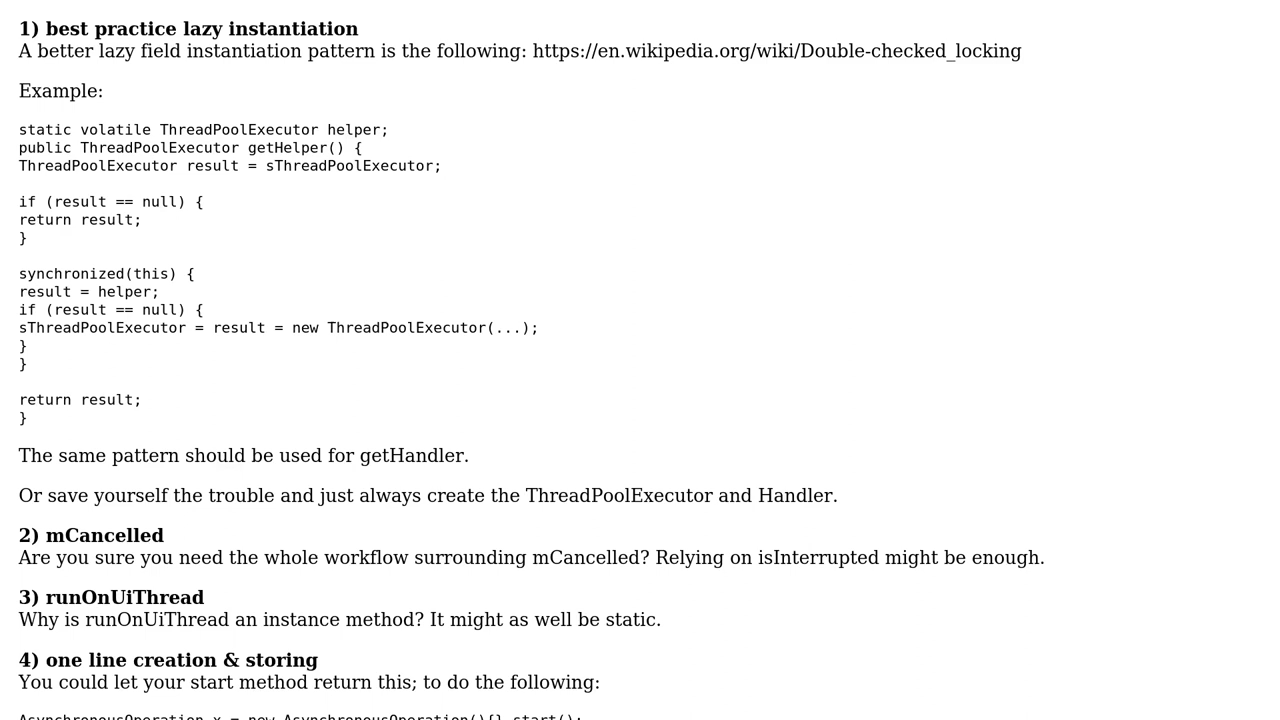 1) best practice lazy instantiation
A better lazy field instantiation pattern is the following: https://en.wikipedia.org/wiki/Double-checked_locking
Example:
static volatile ThreadPoolExecutor helper;
public ThreadPoolExecutor getHelper() {
ThreadPoolExecutor result = sThreadPoolExecutor;
if (result == null) {
return result;
}
synchronized(this) {
result = helper;
if (result == null) {
sThreadPoolExecutor = result = new ThreadPoolExecutor(...);
}
}
return result;
}
The same pattern should be used for getHandler.
Or save yourself the trouble and just always create the ThreadPoolExecutor and Handler.
2) mCancelled
Are you sure you need the whole workflow surrounding mCancelled? Relying on isInterrupted might be enough.
3) runOnUiThread
Why is runOnUiThread an instance method? It might as well be static.
4) one line creation & storing
You could let your start method return this; to do the following:
AsynchronousOperation x = new AsynchronousOperation(){}.start();